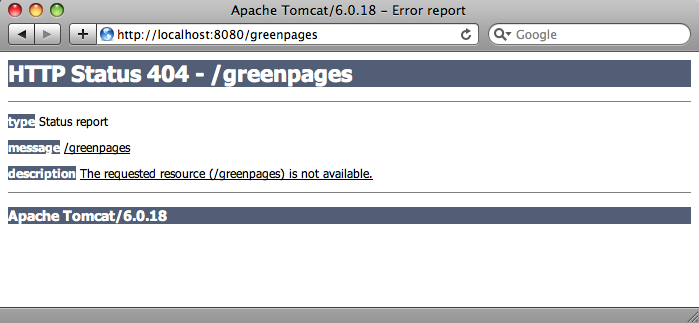 Apache Tomcat/6.0.18 – Error report
http://localhost:8080/greenpages
Google
HTTP Status 404 - /greenpages
type Status report
message /greenpages
description The requested resource (/greenpages) is not available.
Apache Tomcat/6.0.18